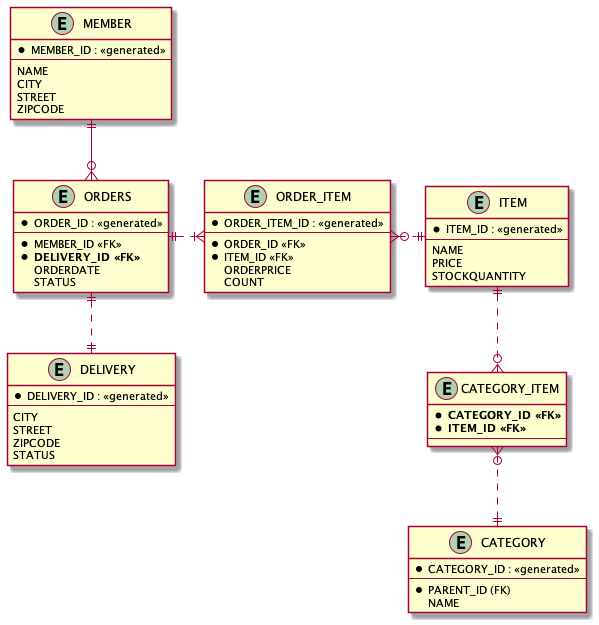 E MEMBER
* MEMBER_ID : «generated»
NAME
CITY
STREET
ZIPCODE
E ORDERS
* ORDER_ID : «generated»
* MEMBER_ID «FK»
* DELIVERY_ID «FK»
ORDERDATE
STATUS
E ORDER_ITEM
* ORDER_ITEM_ID : «generated»
* ORDER_ID «FK»
* ITEM_ID «FK»
ORDERPRICE
COUNT
E ITEM
* ITEM_ID : «generated»
NAME
PRICE
STOCKQUANTITY
E DELIVERY
* DELIVERY_ID : «generated»
CITY
STREET
ZIPCODE
STATUS
E CATEGORY_ITEM
* CATEGORY_ID «FK»
* ITEM_ID «FK»
E CATEGORY
* CATEGORY_ID : «generated»
* PARENT_ID (FK)
NAME